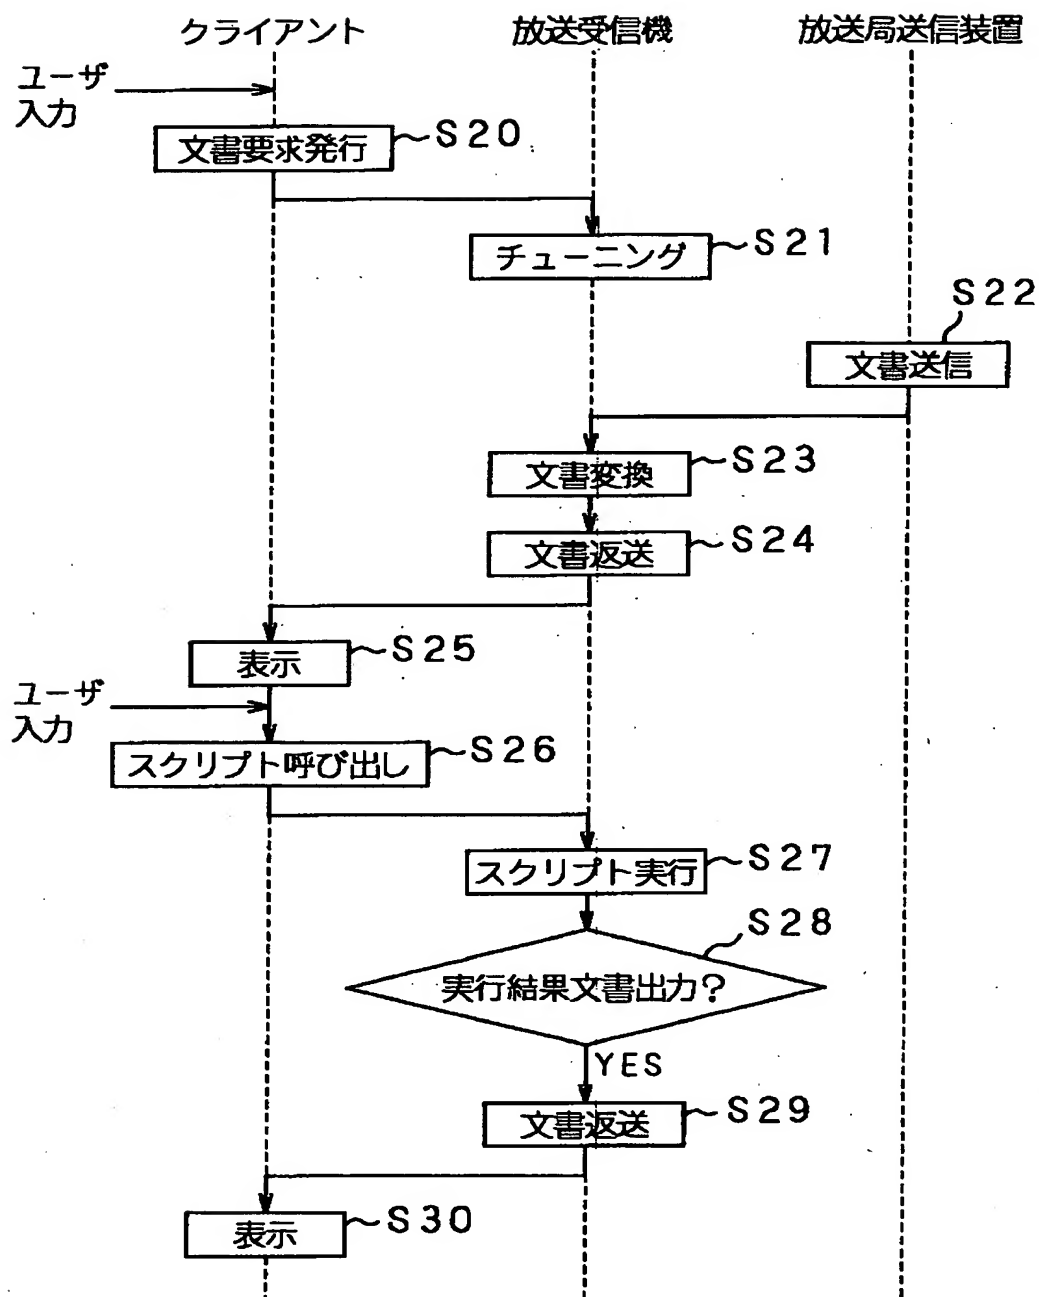 クライアント
放送受信機
放送局送信装置
ユーザ
入力
文書要求発行
S20
チューニング
S21
S22
文書送信
文書変換
S23
文書返送
S24
表示
S25
ユーザ
入力
スクリプト呼び出し
S26
スクリプト実行
S27
S28
実行結果文書出力?
YES
文書返送
S29
表示
S30